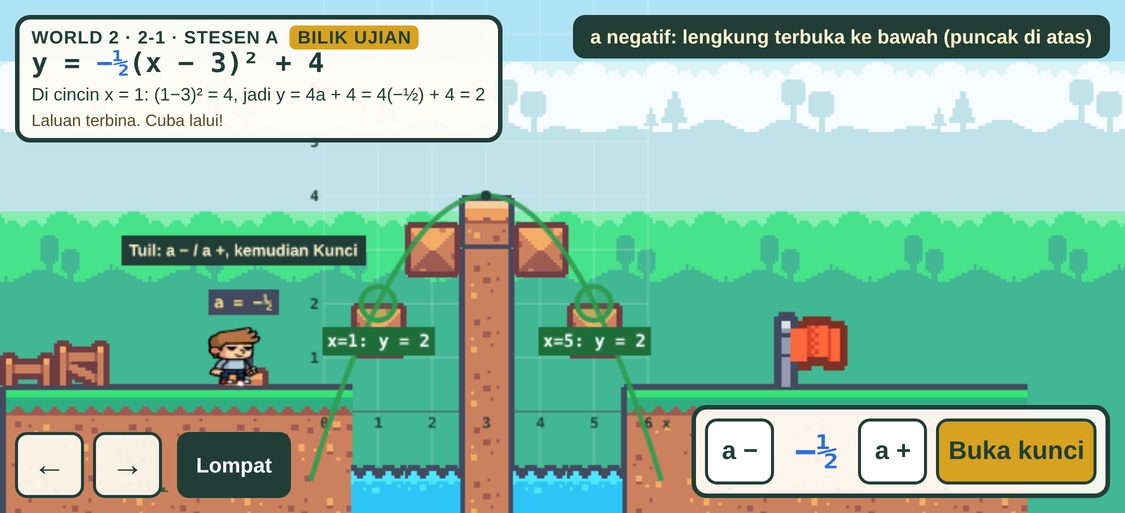 WORLD 2 · 2-1 · STESEN A BILIK UJIAN
y = −½(x − 3)² + 4
Di cincin x = 1: (1−3)² = 4, jadi y = 4a + 4 = 4(−½) + 4 = 2
Laluan terbina. Cuba lalui!
a negatif: lengkung terbuka ke bawah (puncak di atas)
4
Tuil: a − / a +, kemudian Kunci
a = −½
2
x=1: y = 2
x=5: y = 2
1
0 1 2 3 4 5 6 x
← → Lompat
a − −½ a + Buka kunci